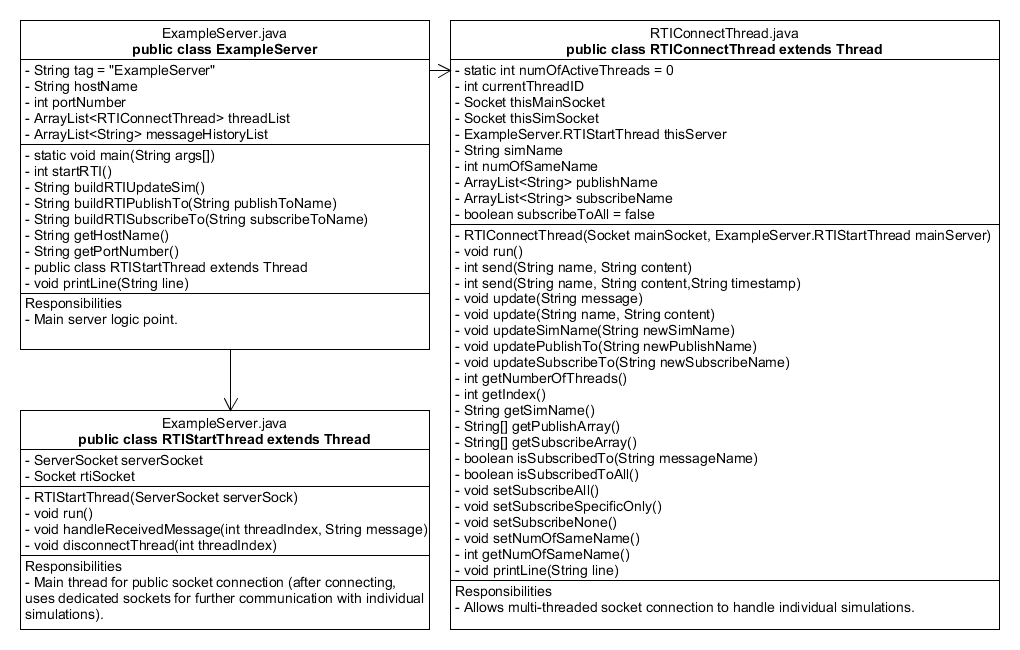 ExampleServer.java
public class ExampleServer
- String tag = "ExampleServer"
- String hostName
- int portNumber
- ArrayList<RTIConnectThread> threadList
- ArrayList<String> messageHistoryList
- static void main(String args[])
- int startRTI()
- String buildRTIUpdateSim()
- String buildRTIPublishTo(String publishToName)
- String buildRTISubscribeTo(String subscribeToName)
- String getHostName()
- String getPortNumber()
- public class RTIStartThread extends Thread
- void printLine(String line)
Responsibilities
- Main server logic point.
ExampleServer.java
public class RTIStartThread extends Thread
- ServerSocket serverSocket
- Socket rtiSocket
- RTIStartThread(ServerSocket serverSock)
- void run()
- void handleReceivedMessage(int threadIndex, String message)
- void disconnectThread(int threadIndex)
Responsibilities
- Main thread for public socket connection (after connecting,
uses dedicated sockets for further communication with individual
simulations).
RTIConnectThread.java
public class RTIConnectThread extends Thread
- static int numOfActiveThreads = 0
- int currentThreadID
- Socket thisMainSocket
- Socket thisSimSocket
- ExampleServer.RTIStartThread thisServer
- String simName
- int numOfSameName
- ArrayList<String> publishName
- ArrayList<String> subscribeName
- boolean subscribeToAll = false
- RTIConnectThread(Socket mainSocket, ExampleServer.RTIStartThread mainServer)
- void run()
- int send(String name, String content)
- int send(String name, String content,String timestamp)
- void update(String message)
- void update(String name, String content)
- void updateSimName(String newSimName)
- void updatePublishTo(String newPublishName)
- void updateSubscribeTo(String newSubscribeName)
- int getNumberOfThreads()
- int getIndex()
- String getSimName()
- String[] getPublishArray()
- String[] getSubscribeArray()
- boolean isSubscribedTo(String messageName)
- boolean isSubscribedToAll()
- void setSubscribeAll()
- void setSubscribeSpecificOnly()
- void setSubscribeNone()
- void setNumOfSameName()
- int getNumOfSameName()
- void printLine(String line)
Responsibilities
- Allows multi-threaded socket connection to handle individual simulations.